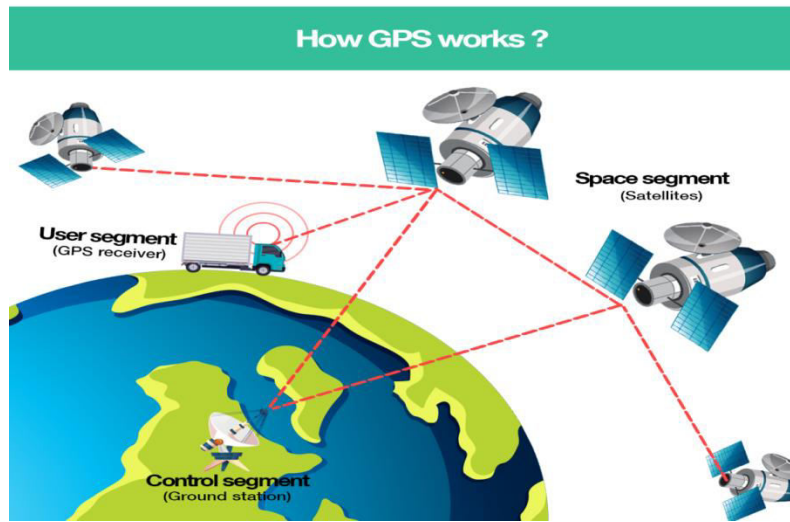 How GPS works ?
Space segment
(Satellites)
User segment
(GPS receiver)
Control segment
(Ground station)